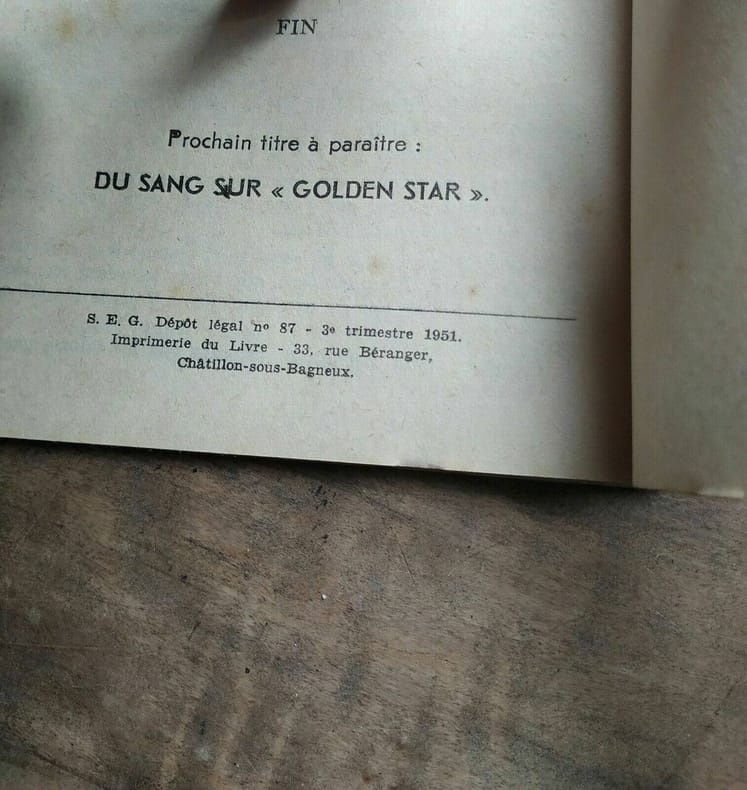 FIN
Prochain titre à paraître :
DU SANG SUR « GOLDEN STAR ».
S. E. G. Dépôt légal nº 87 - 3e trimestre 1951.
Imprimerie du Livre - 33, rue Béranger,
Châtillon-sous-Bagneux.